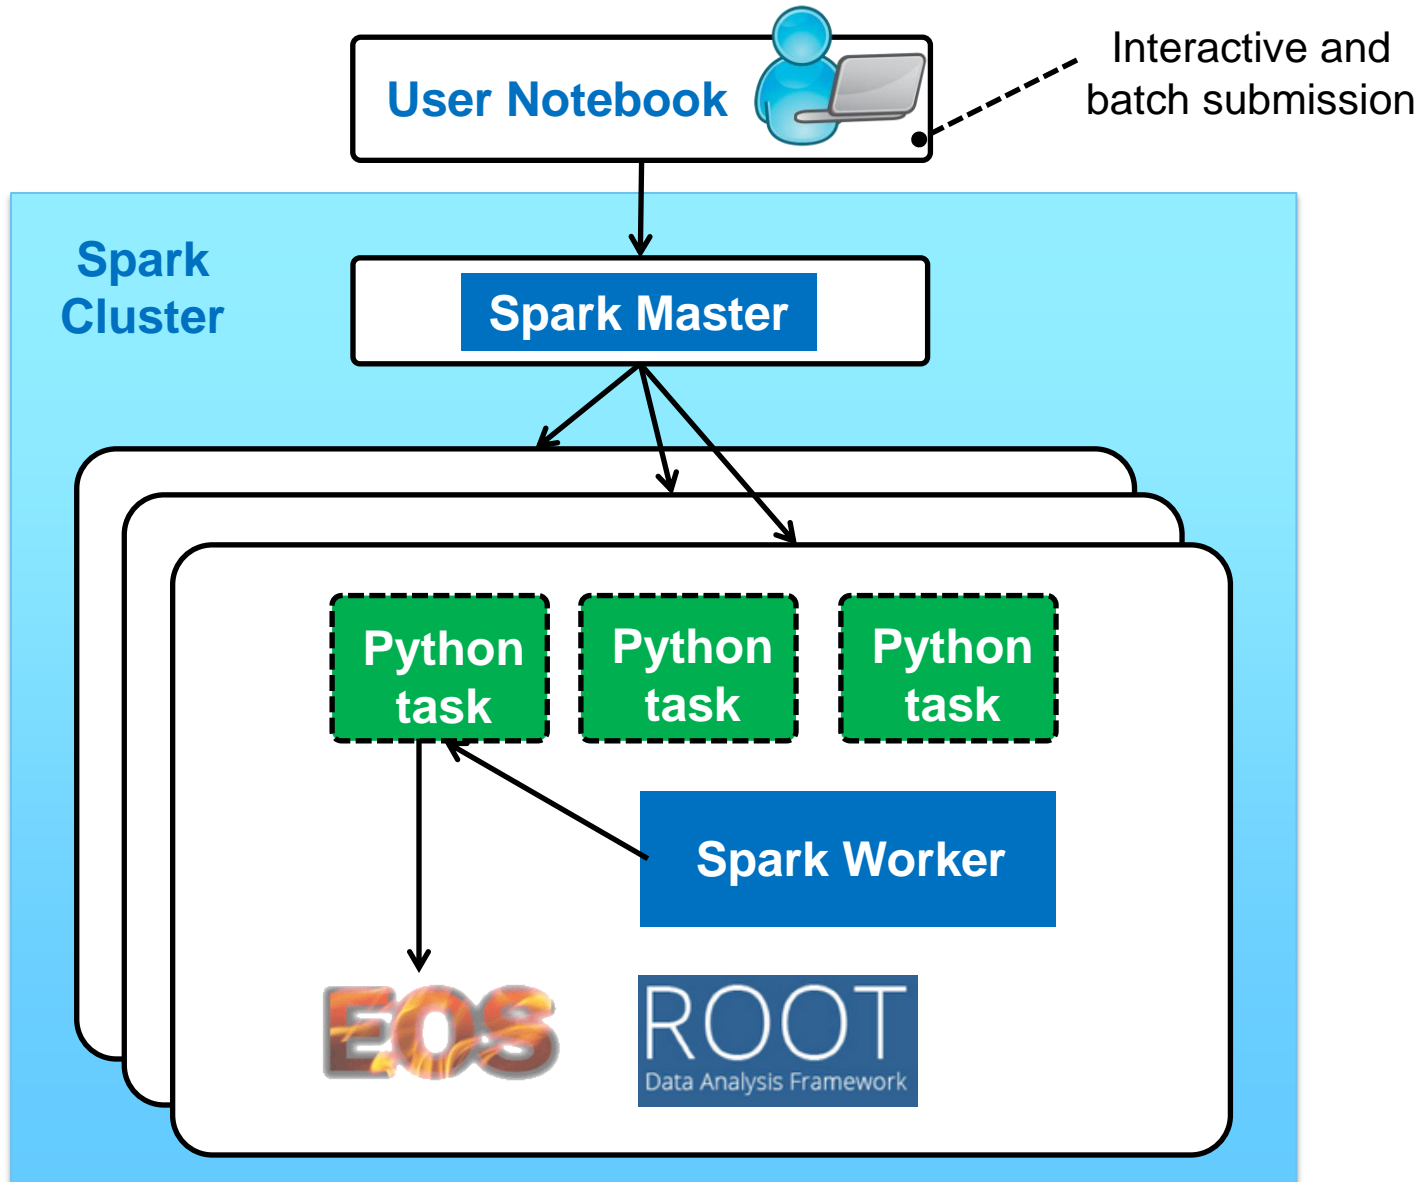 User Notebook
Interactive and
batch submission
Spark
Cluster
Spark Master
Python
task
Python
task
Python
task
Spark Worker
EOS
ROOT
Data Analysis Framework